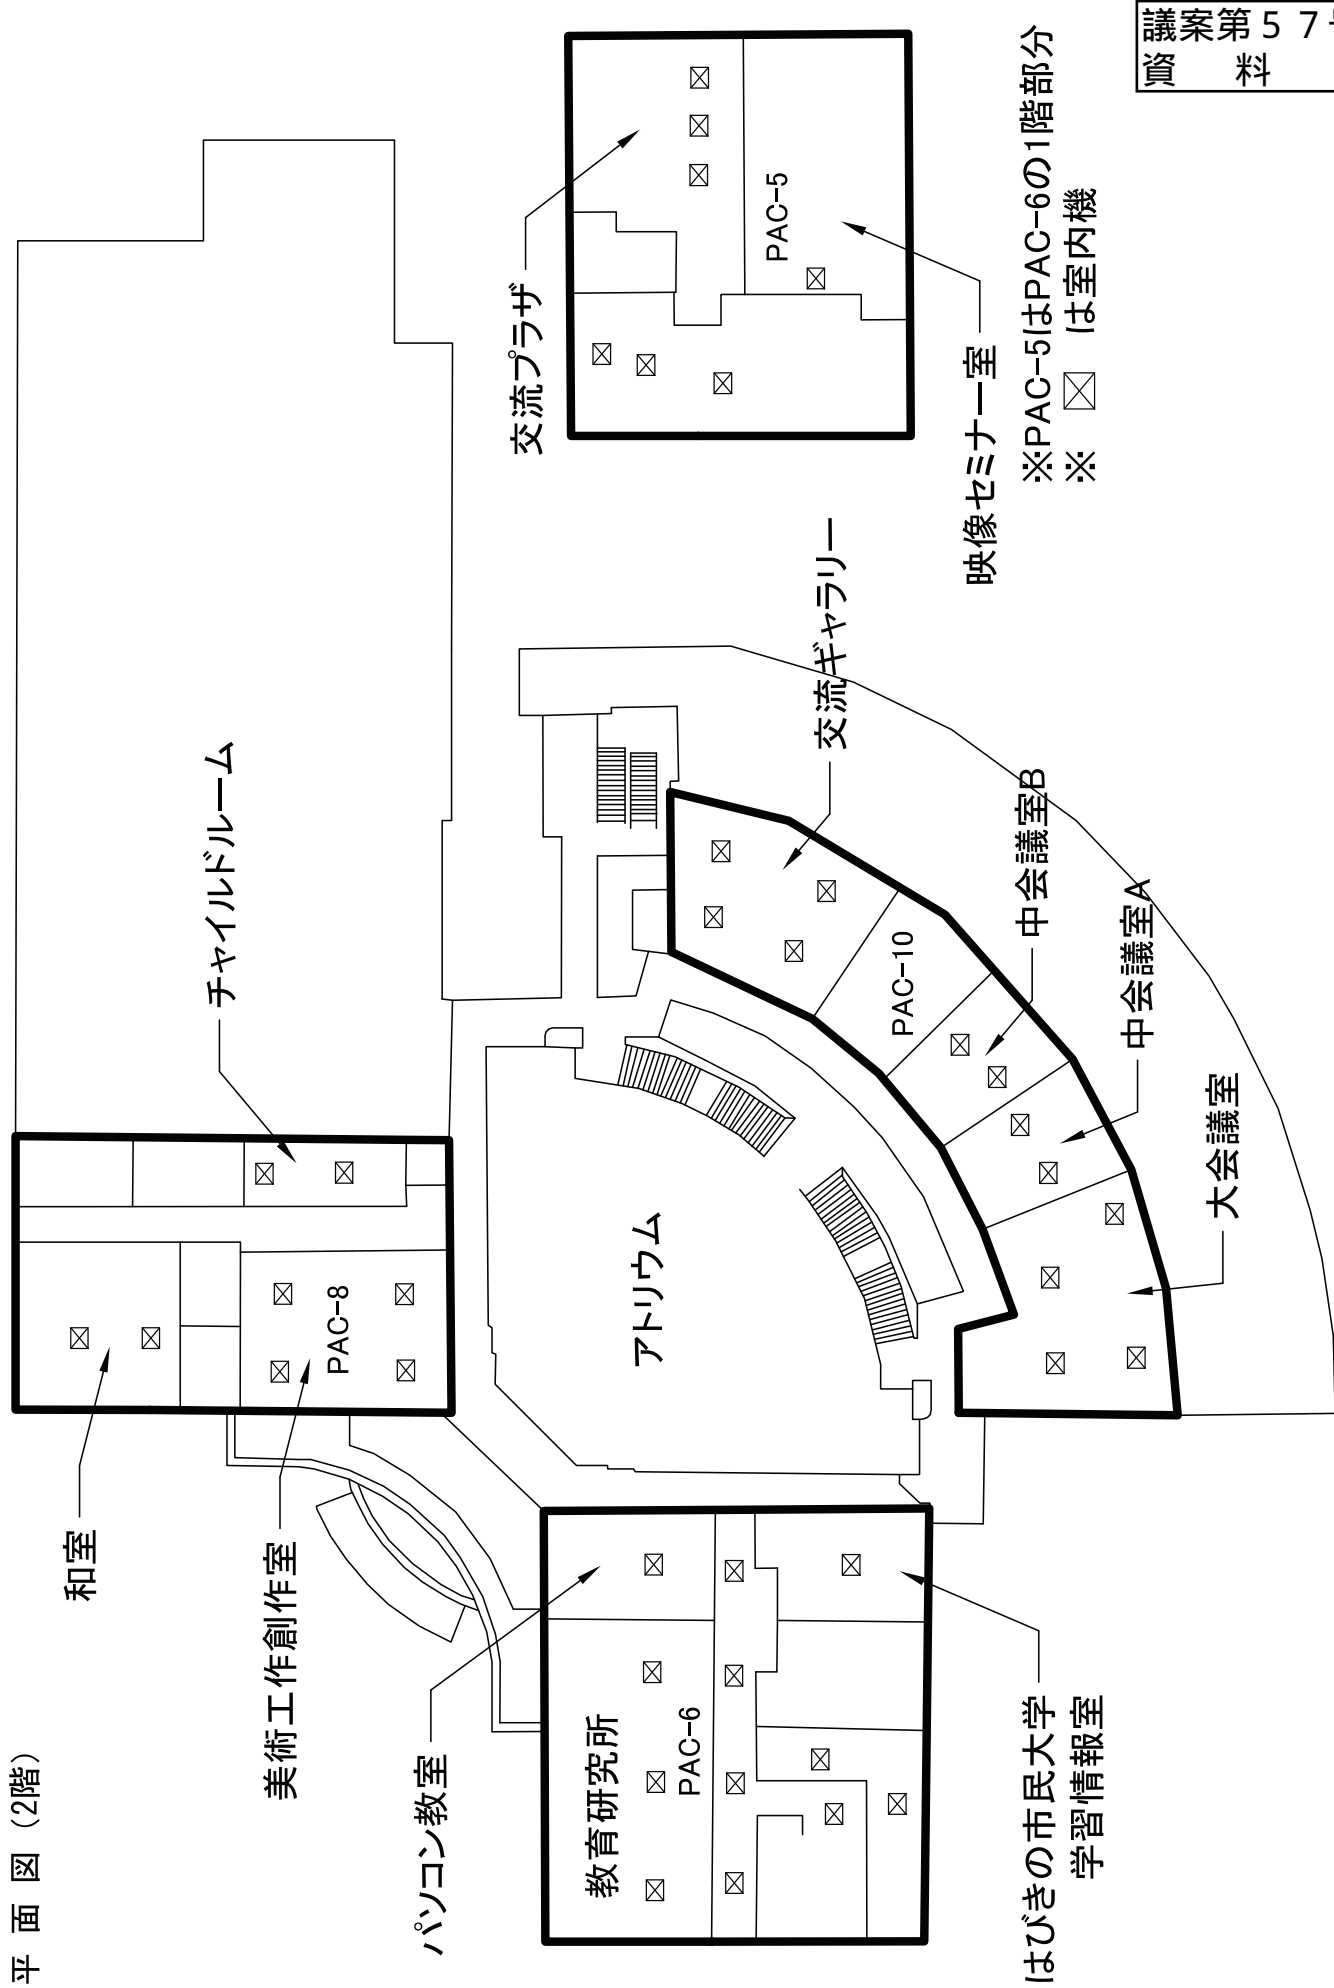 議案第５７
資　料
平 面 図（2階）
和室
美術工作創作室
チャイルドルーム
PAC-8
パソコン教室
教育研究所
PAC-6
はびきの市民大学
学習情報室
アトリウム
交流ギャラリー
PAC-10
中会議室B
中会議室A
大会議室
交流プラザ
PAC-5
映像セミナー室
※PAC-5はPAC-6の1階部分
※ は室内機